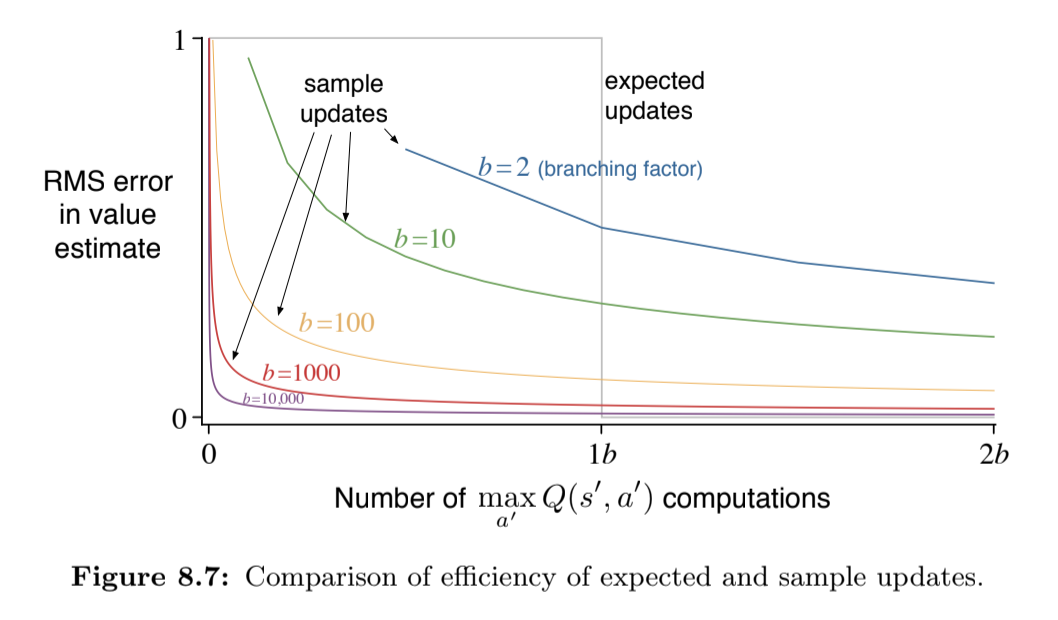 1
sample
updates
expected
updates
RMS error
in value
estimate
b=2 (branching factor)
b=10
b=100
b=1000
b=10,000
0
0 1b 2b
Number of max Q(s′, a′) computations
a′
Figure 8.7: Comparison of efficiency of expected and sample updates.